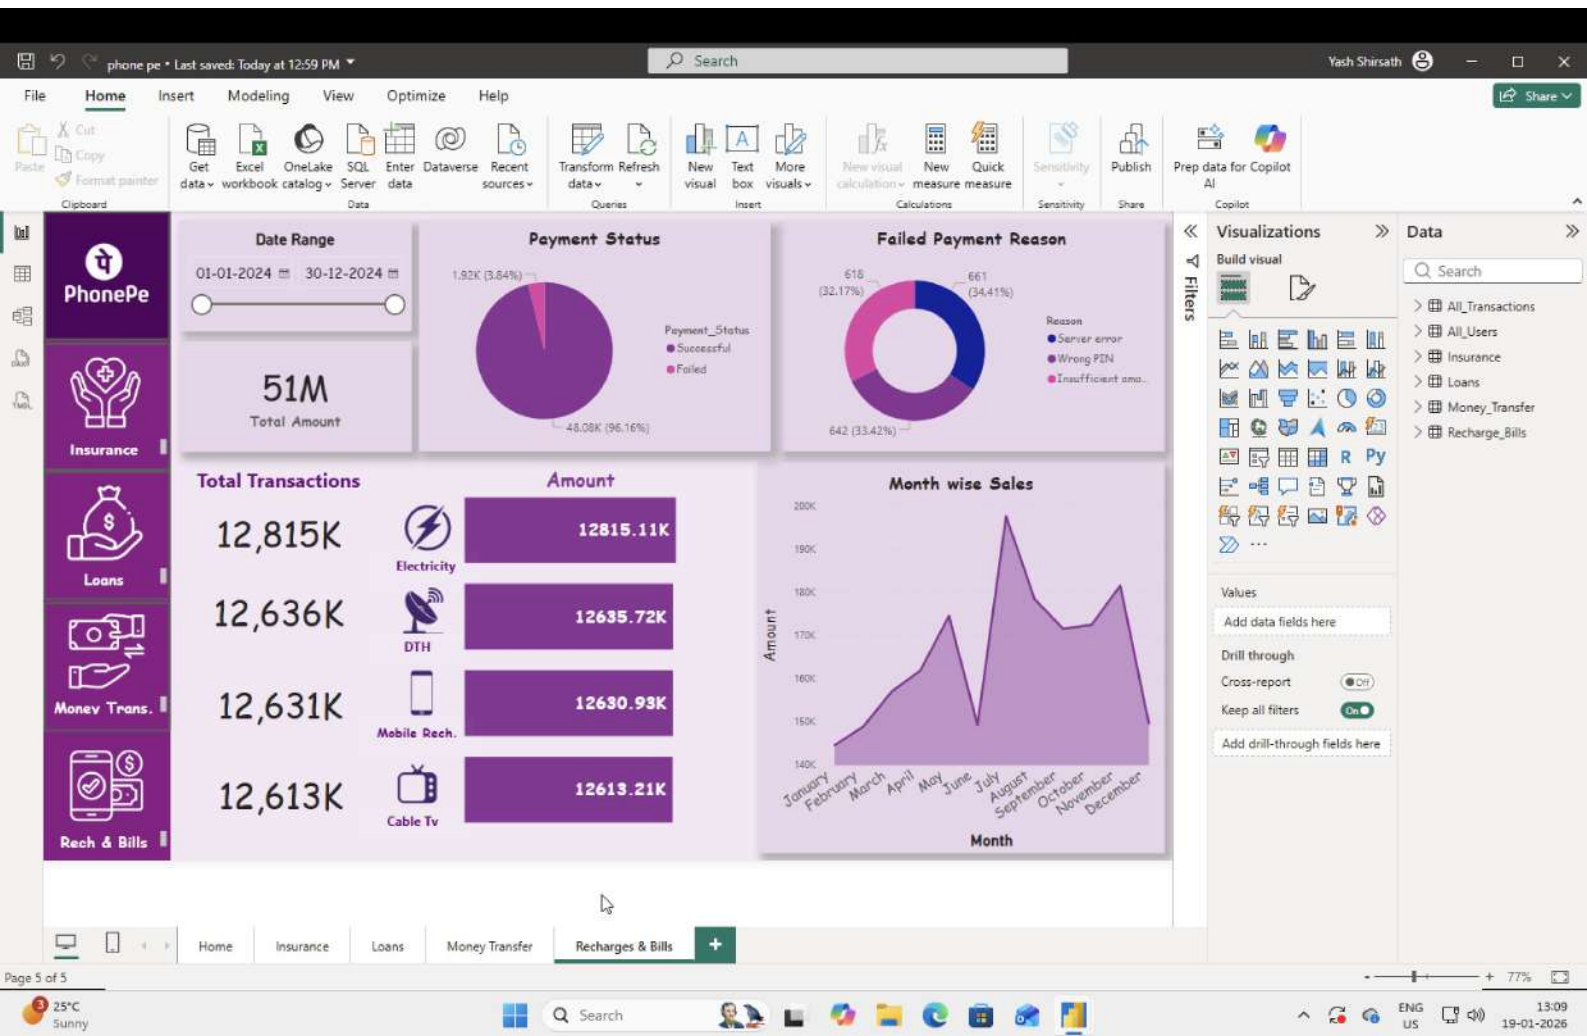 phone pe • Last saved: Today at 12:59 PM
Search
Yash Shirsath
File Home Insert Modeling View Optimize Help
Share
Paste
Cut
Copy
Format painter
Clipboard
Get data
Excel workbook
OneLake catalog
SQL Server
Enter data
Dataverse
Recent sources
Data
Transform data
Refresh
Queries
New visual
Text box
More visuals
Insert
New visual calculation
New measure
Quick measure
Calculations
Sensitivity
Sensitivity
Publish
Share
Prep data for AI
Copilot
Copilot
पे
PhonePe
Insurance
Loans
Money Trans.
Rech & Bills
Date Range
01-01-2024 30-12-2024
51M
Total Amount
Payment Status
1.92K (3.84%)
48.08K (96.16%)
Payment_Status
Successful
Failed
Failed Payment Reason
618 (32.17%)
661 (34.41%)
642 (33.42%)
Reason
Server error
Wrong PIN
Insufficient amo..
Total Transactions
Amount
12,815K
Electricity
12815.11K
12,636K
DTH
12635.72K
12,631K
Mobile Rech.
12630.93K
12,613K
Cable Tv
12613.21K
Month wise Sales
200K
190K
180K
170K
160K
150K
140K
Amount
January February March April May June July August September October November December
Month
Filters
Visualizations
Build visual
R Py
Values
Add data fields here
Drill through
Cross-report Off
Keep all filters On
Add drill-through fields here
Data
Search
All_Transactions
All_Users
Insurance
Loans
Money_Transfer
Recharge_Bills
Home Insurance Loans Money Transfer Recharges & Bills +
Page 5 of 5
- + 77%
3
25°C
Sunny
Search
ENG
US
13:09
19-01-2026